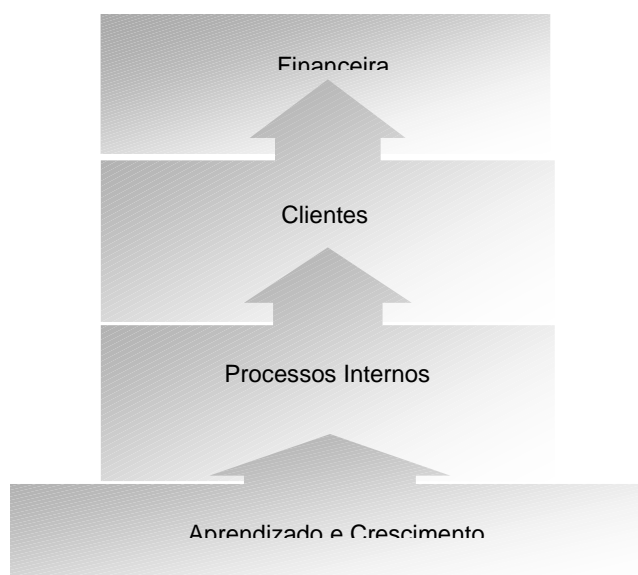 Financeira
Clientes
Processos Internos
Aprendizado e Crescimento